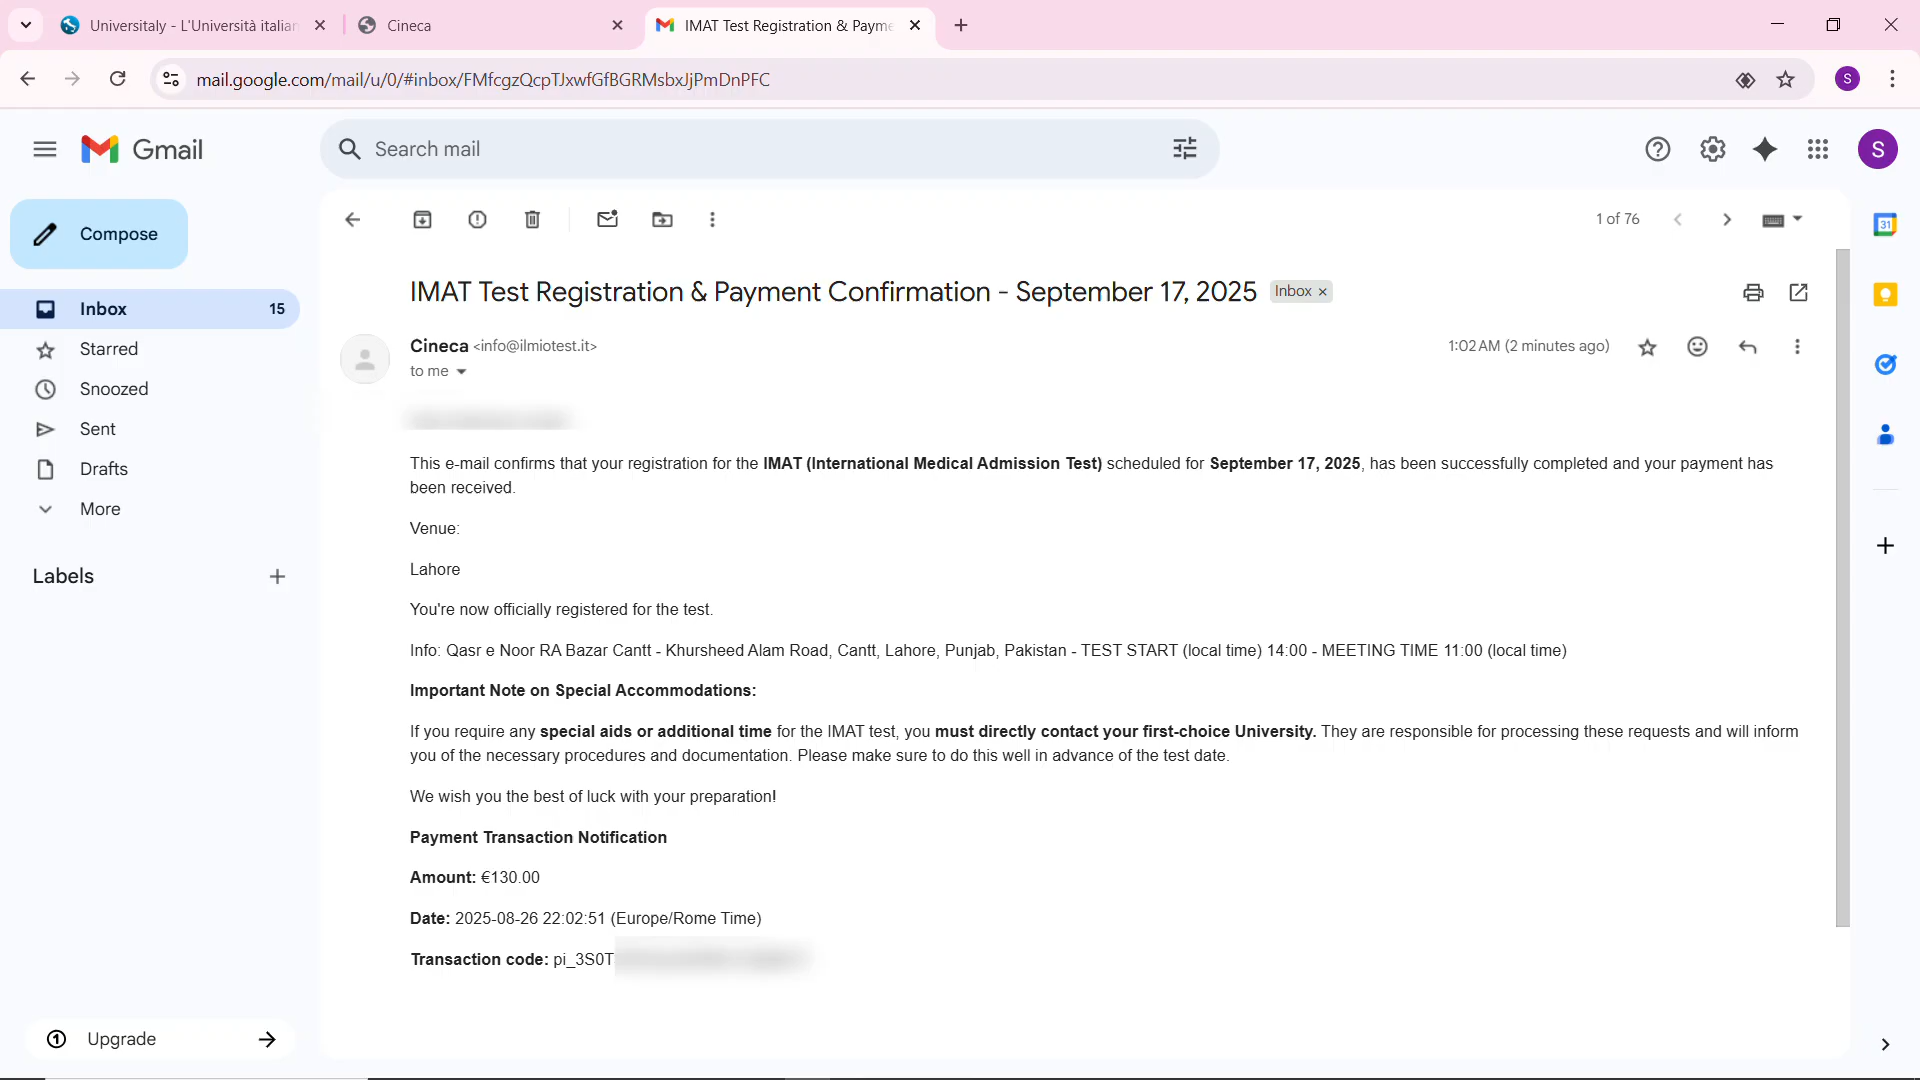 Universitaly - L'Università italian
Cineca
IMAT Test Registration & Payme
mail.google.com/mail/u/0/#inbox/FMfcgzQcpTJxwfGfBGRMsbxJjPmDnPFC
S
Gmail
Search mail
S
Compose
1 of 76
31
Inbox 15
Starred
Snoozed
Sent
Drafts
More
Labels
Upgrade
IMAT Test Registration & Payment Confirmation - September 17, 2025 Inbox
Cineca <info@ilmiotest.it> 1:02 AM (2 minutes ago)
to me
This e-mail confirms that your registration for the IMAT (International Medical Admission Test) scheduled for September 17, 2025, has been successfully completed and your payment has
been received.
Venue:
Lahore
You're now officially registered for the test.
Info: Qasr e Noor RA Bazar Cantt - Khursheed Alam Road, Cantt, Lahore, Punjab, Pakistan - TEST START (local time) 14:00 - MEETING TIME 11:00 (local time)
Important Note on Special Accommodations:
If you require any special aids or additional time for the IMAT test, you must directly contact your first-choice University. They are responsible for processing these requests and will inform
you of the necessary procedures and documentation. Please make sure to do this well in advance of the test date.
We wish you the best of luck with your preparation!
Payment Transaction Notification
Amount: €130.00
Date: 2025-08-26 22:02:51 (Europe/Rome Time)
Transaction code: pi_3S0T